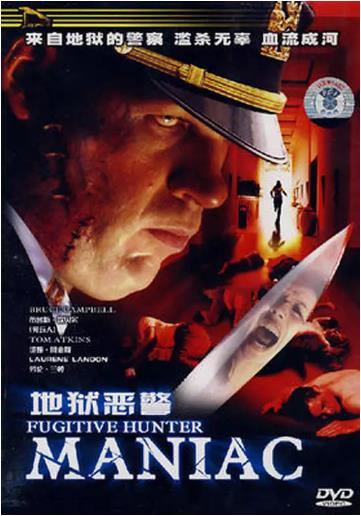 来自地狱的警察 滥杀无辜 血流成河
BRUCE CAMPBELL
TOM ATKINS
LAURENE LANDON
地狱恶警
FUGITIVE HUNTER
MANIAC
DVD